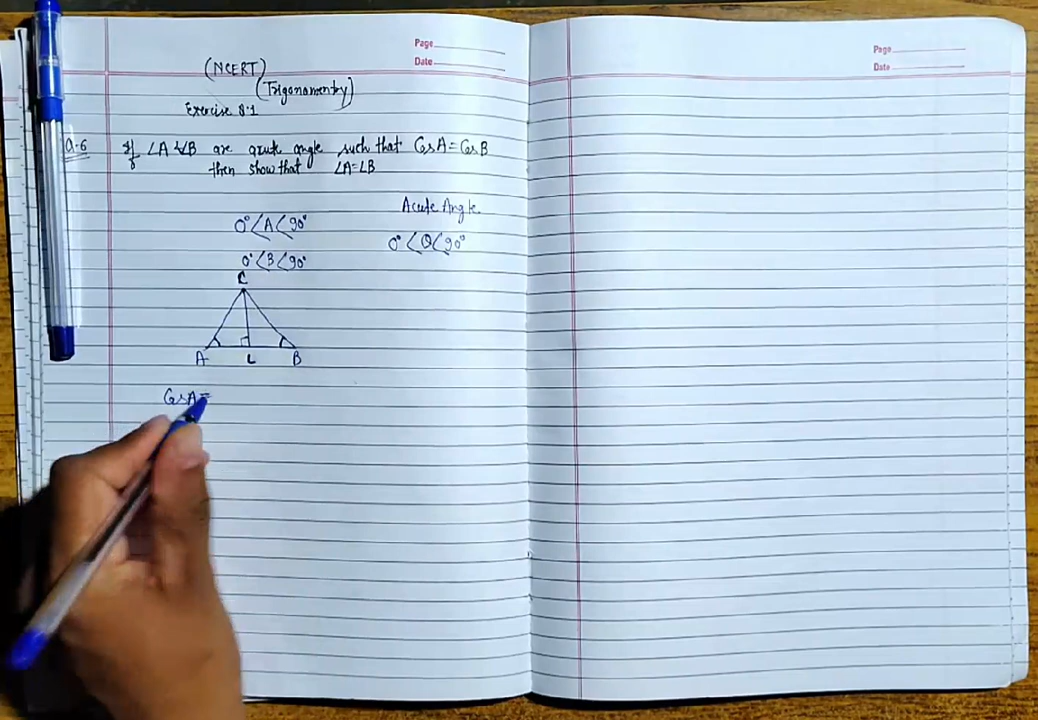 Page
Date
(NCERT)
(Trigonometry)
Exercise 8.1
Q.6 If ∠A & ∠B are acute angle such that Cos A = Cos B
then show that ∠A = ∠B
Acute Angle
0° < A < 90°
0° < θ < 90°
0° < B < 90°
C
A L B
Cos A =
Page
Date